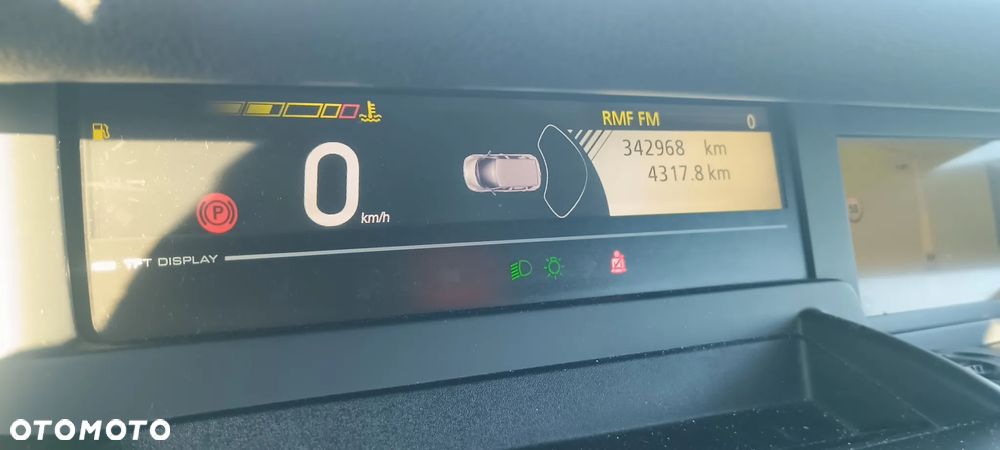 RMF FM 0
342968 km
4317.8 km
0 km/h
P
TFT DISPLAY
OTOMOTO